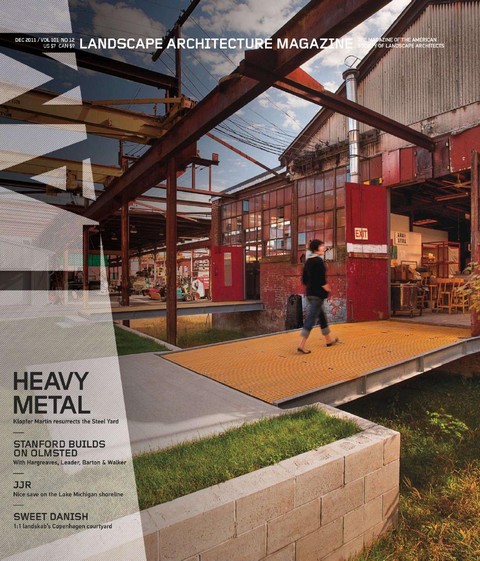 DEC 2011 / VOL 101 NO 12
US $7 CAN $9
LANDSCAPE ARCHITECTURE MAGAZINE
THE MAGAZINE OF THE AMERICAN
SOCIETY OF LANDSCAPE ARCHITECTS
EXIT
HEAVY
METAL
Klopfer Martin resurrects the Steel Yard
STANFORD BUILDS
ON OLMSTED
With Hargreaves, Leader, Barton & Walker
JJR
Nice save on the Lake Michigan shoreline
SWEET DANISH
1:1 landskab's Copenhagen courtyard